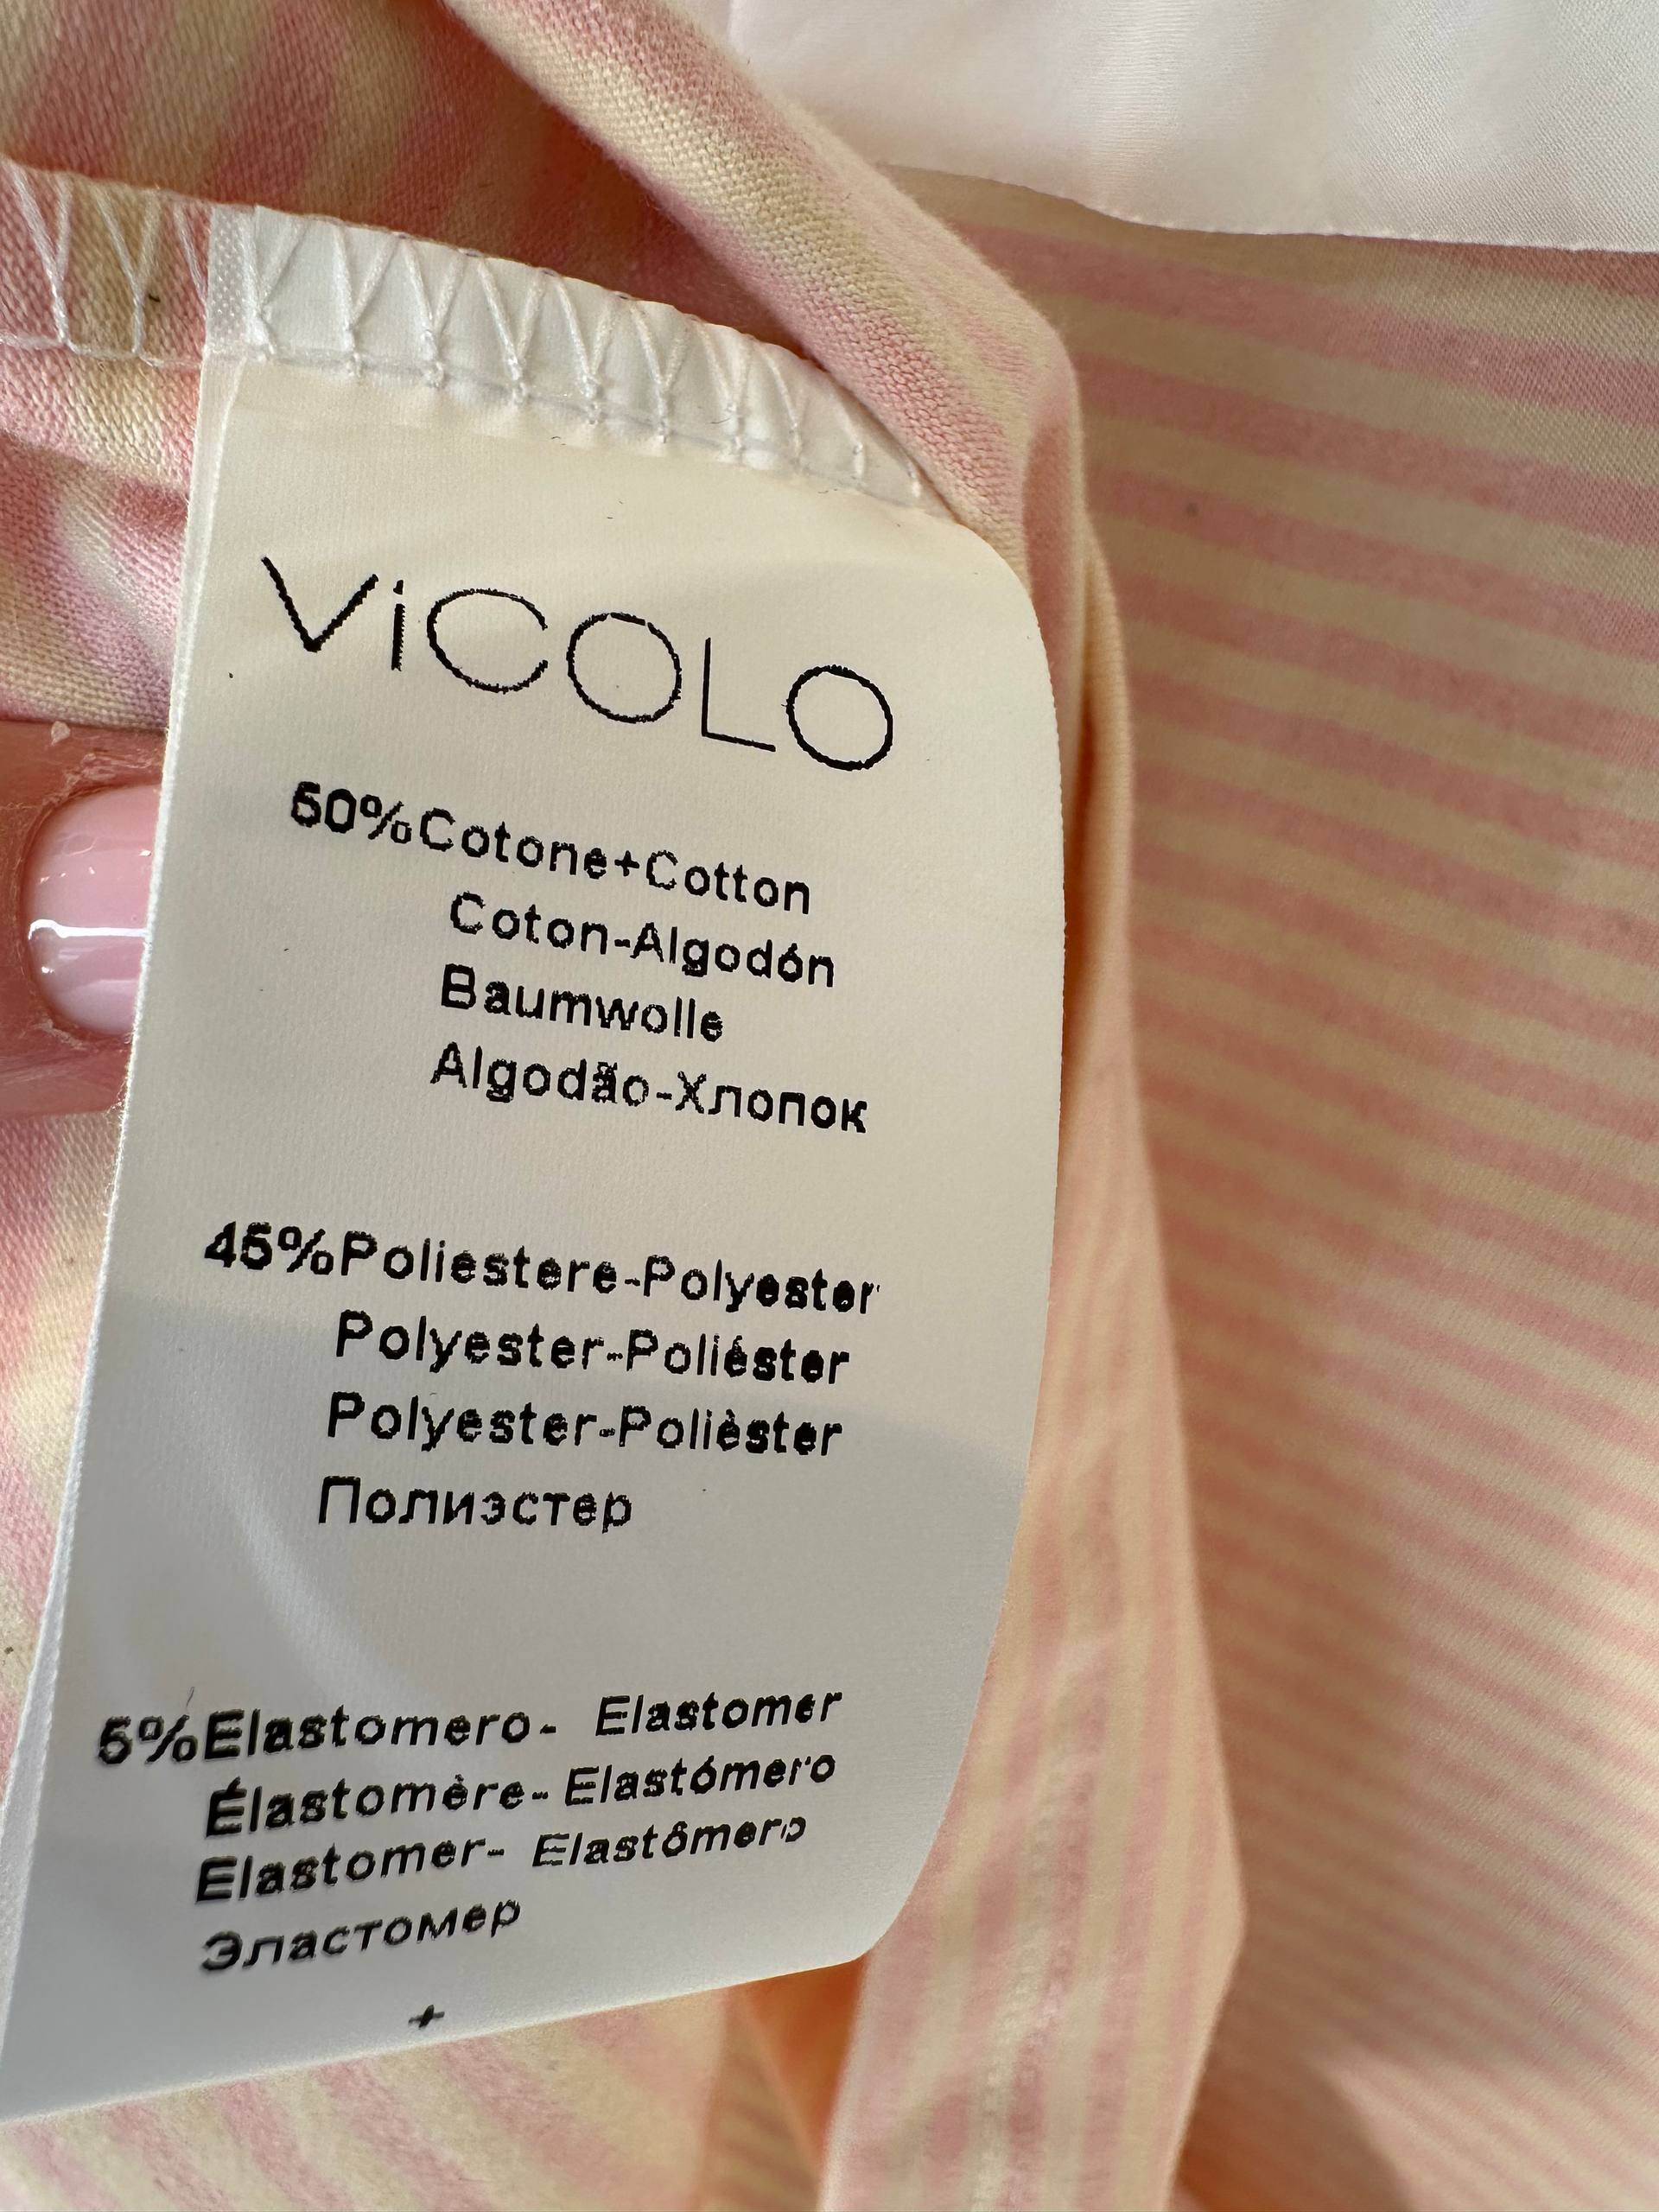 ViCOLO
50%Cotone+Cotton
Coton-Algodón
Baumwolle
Algodão-Хлопок
45%Poliestere-Polyester
Polyester-Poliéster
Polyester-Polièster
Полиэстер
5%Elastomero- Elastomer
Élastomère- Elastómero
Elastomer- Elastômero
Эластомер
+